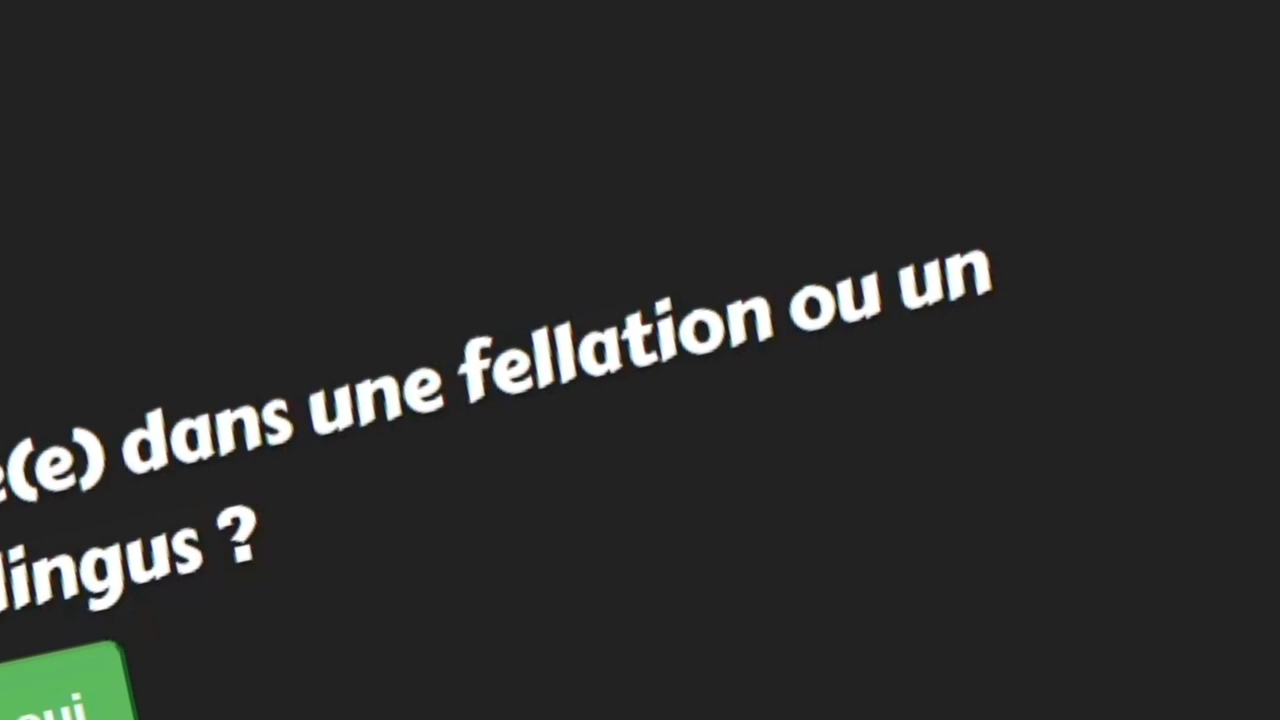 (e) dans une fellation ou un
lingus ?
oui